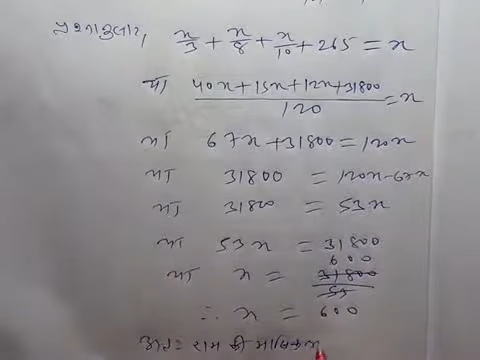 प्रश्नानुसार, x/3 + x/8 + x/10 + 265 = x
या (40x+15x+12x+31800)/120 = x
या 67x+31800 = 120x
या 31800 = 120x-67x
या 31800 = 53x
या 53x = 31800
600
या x = 31800/53
∴ x = 600
अतः राम की मासिक